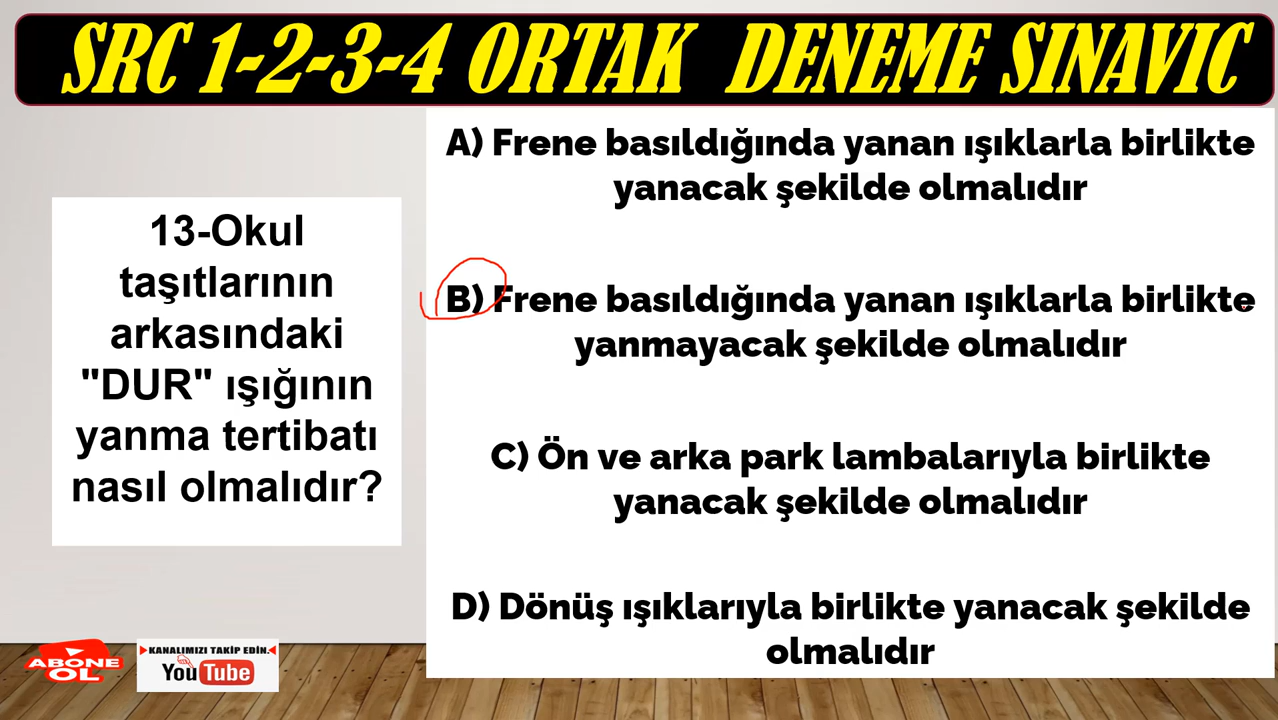 SRC 1-2-3-4 ORTAK DENEME SINAVIC
13-Okul
taşıtlarının
arkasındaki
"DUR" ışığının
yanma tertibatı
nasıl olmalıdır?
A) Frene basıldığında yanan ışıklarla birlikte
yanacak şekilde olmalıdır
B) Frene basıldığında yanan ışıklarla birlikte
yanmayacak şekilde olmalıdır
C) Ön ve arka park lambalarıyla birlikte
yanacak şekilde olmalıdır
D) Dönüş ışıklarıyla birlikte yanacak şekilde
olmalıdır
ABONE
OL
KANALIMIZI TAKİP EDİN.
YouTube